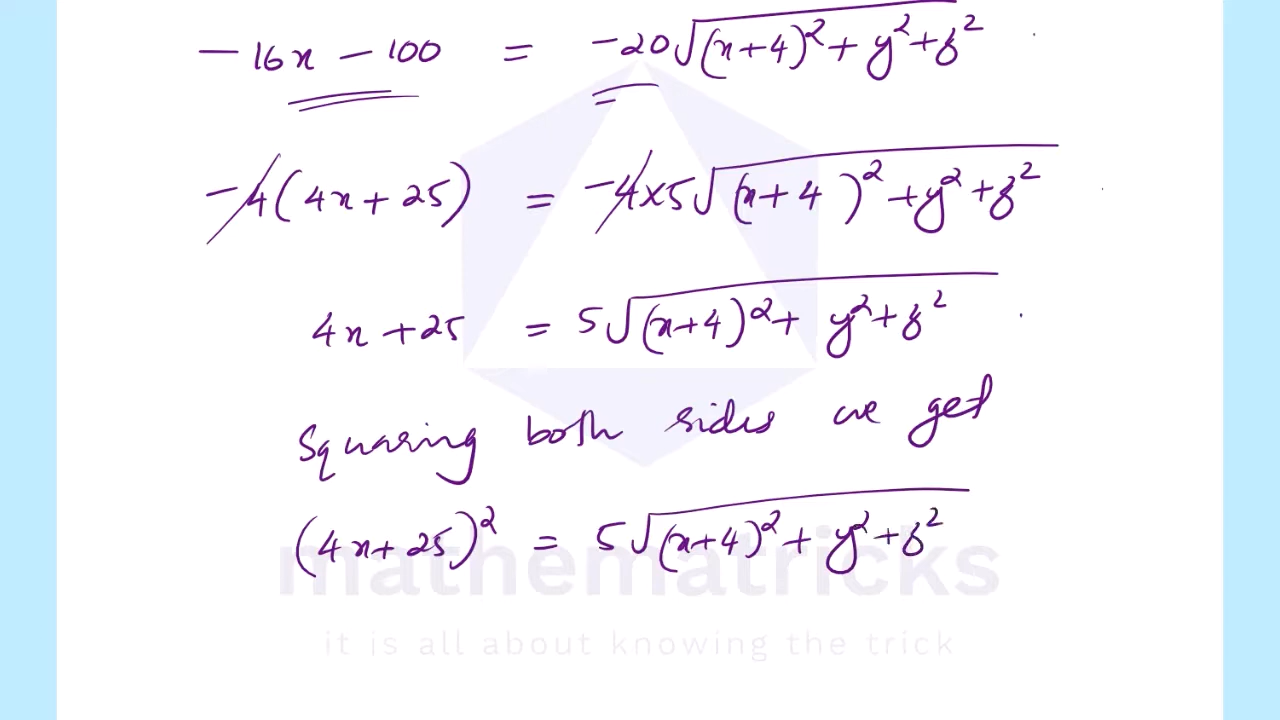 -16x - 100 = -20√((x+4)² + y² + z²)
-4(4x + 25) = -4×5√((x+4)² + y² + z²)
4x + 25 = 5√((x+4)² + y² + z²)
Squaring both sides we get
(4x + 25)² = 5√((x+4)² + y² + z²)
mathematricks
it is all about knowing the trick